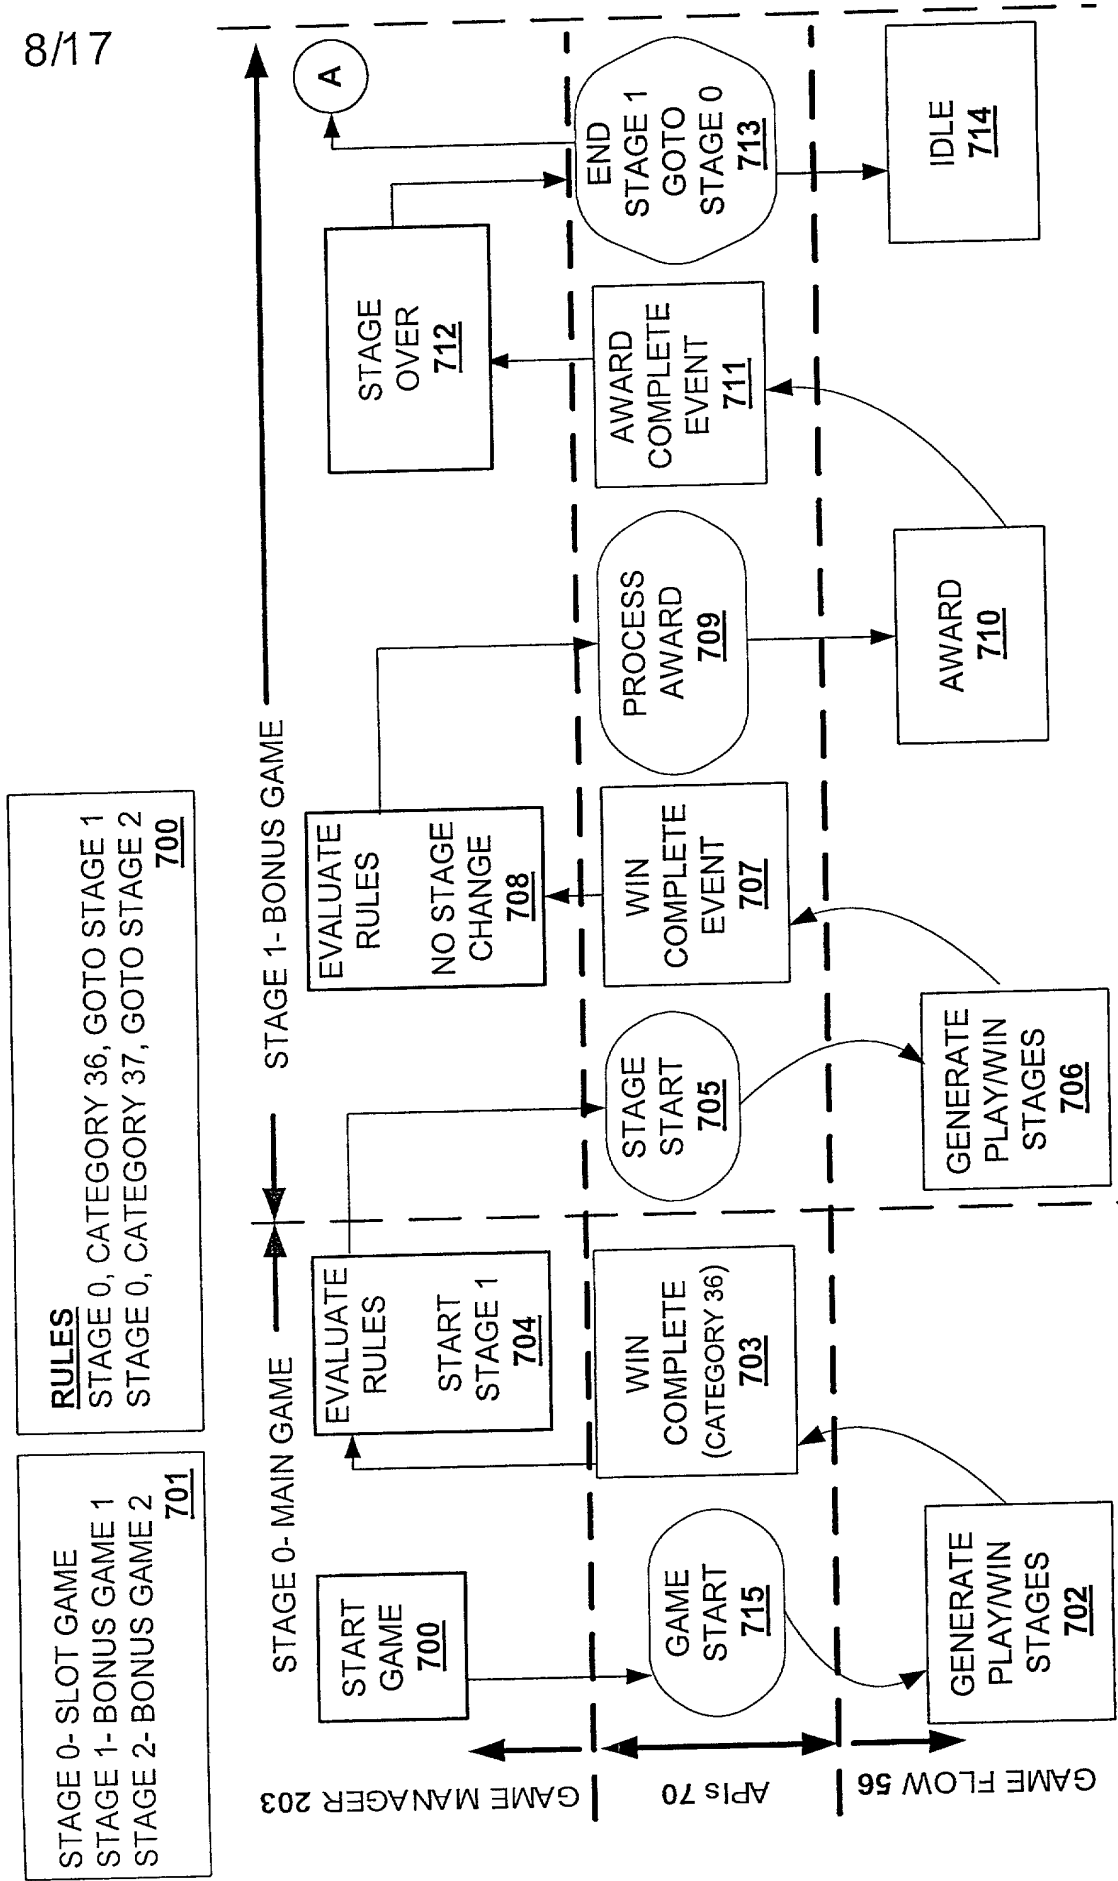 8/17
STAGE 0- SLOT GAME
STAGE 1- BONUS GAME 1
STAGE 2- BONUS GAME 2
701
RULES
STAGE 0, CATEGORY 36, GOTO STAGE 1
STAGE 0, CATEGORY 37, GOTO STAGE 2
700
STAGE 0- MAIN GAME
STAGE 1- BONUS GAME
GAME MANAGER 203
START
GAME
700
EVALUATE
RULES
START
STAGE 1
704
EVALUATE
RULES
NO STAGE
CHANGE
708
STAGE
OVER
712
A
APIs 70
GAME
START
715
WIN
COMPLETE
(CATEGORY 36)
703
STAGE
START
705
WIN
COMPLETE
EVENT
707
PROCESS
AWARD
709
AWARD
COMPLETE
EVENT
711
END
STAGE 1
GOTO
STAGE 0
713
GAME FLOW 56
GENERATE
PLAY/WIN
STAGES
702
GENERATE
PLAY/WIN
STAGES
706
AWARD
710
IDLE
714